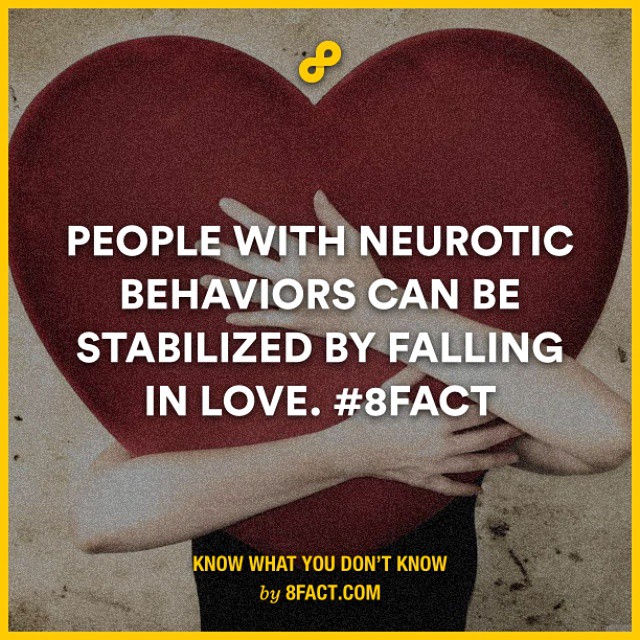 PEOPLE WITH NEUROTIC
BEHAVIORS CAN BE
STABILIZED BY FALLING
IN LOVE. #8FACT
KNOW WHAT YOU DON'T KNOW
by 8FACT.COM